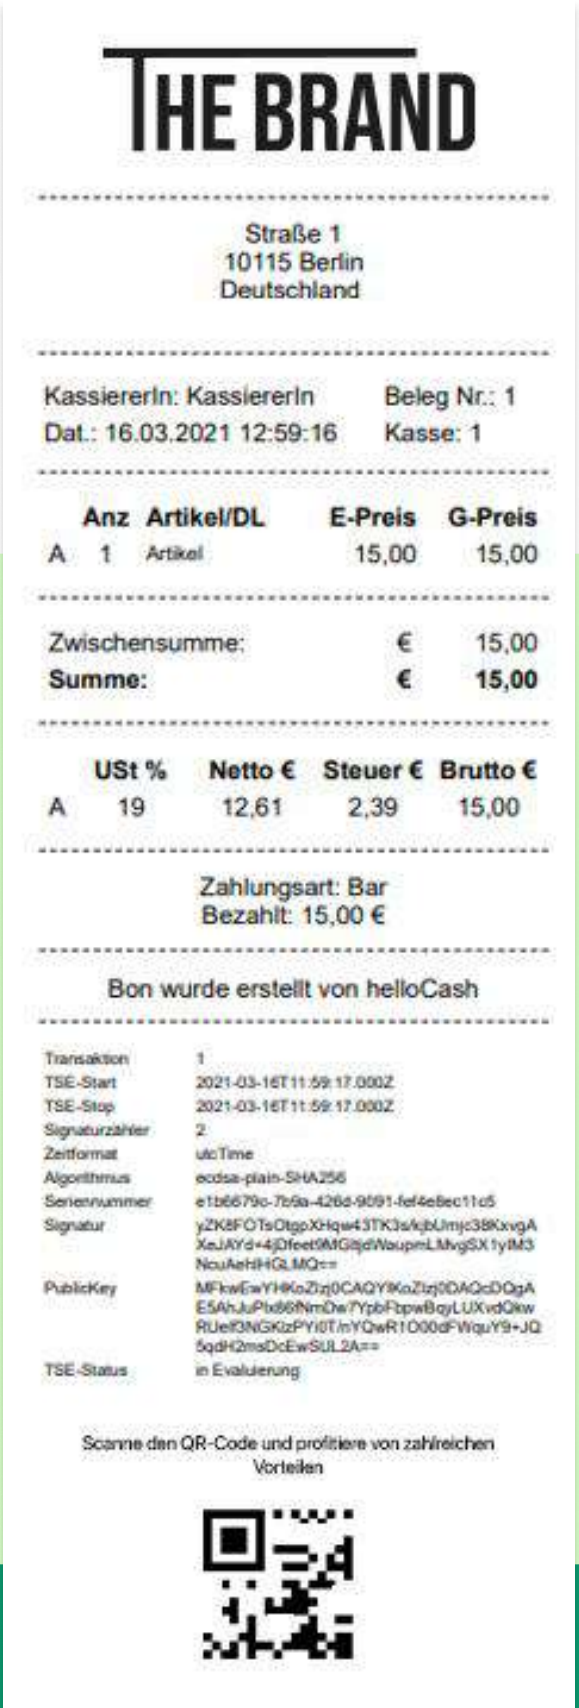 THE BRAND
Straße 1
10115 Berlin
Deutschland
KassiererIn: KassiererIn Beleg Nr.: 1
Dat.: 16.03.2021 12:59:16 Kasse: 1
Anz Artikel/DL E-Preis G-Preis
A 1 Artikel 15,00 15,00
Zwischensumme: € 15,00
Summe: € 15,00
USt % Netto € Steuer € Brutto €
A 19 12,61 2,39 15,00
Zahlungsart: Bar
Bezahlt: 15,00 €
Bon wurde erstellt von helloCash
Transaktion 1
TSE-Start 2021-03-16T11:59:17.000Z
TSE-Stop 2021-03-16T11:59:17.000Z
Signaturzähler 2
Zeitformat utcTime
Algorithmus ecdsa-plain-SHA256
Seriennummer
Signatur
PublicKey
TSE-Status in Evaluierung
Scanne den QR-Code und profitiere von zahlreichen
Vorteilen